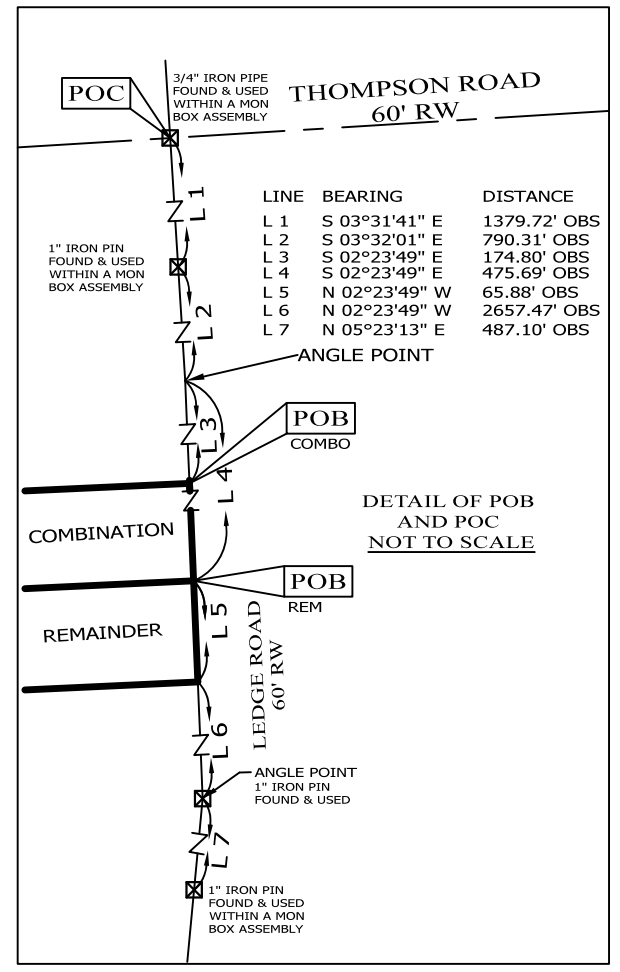 POC
3/4" IRON PIPE
FOUND & USED
WITHIN A MON
BOX ASSEMBLY
THOMPSON ROAD
60' RW
L 1
1" IRON PIN
FOUND & USED
WITHIN A MON
BOX ASSEMBLY
LINE BEARING DISTANCE
L 1 S 03°31'41" E 1379.72' OBS
L 2 S 03°32'01" E 790.31' OBS
L 3 S 02°23'49" E 174.80' OBS
L 4 S 02°23'49" E 475.69' OBS
L 5 N 02°23'49" W 65.88' OBS
L 6 N 02°23'49" W 2657.47' OBS
L 7 N 05°23'13" E 487.10' OBS
L 2
ANGLE POINT
L 3
POB
COMBO
L 4
COMBINATION
DETAIL OF POB
AND POC
NOT TO SCALE
POB
REM
REMAINDER
L 5
LEDGE ROAD
60' RW
L 6
ANGLE POINT
1" IRON PIN
FOUND & USED
L 7
1" IRON PIN
FOUND & USED
WITHIN A MON
BOX ASSEMBLY